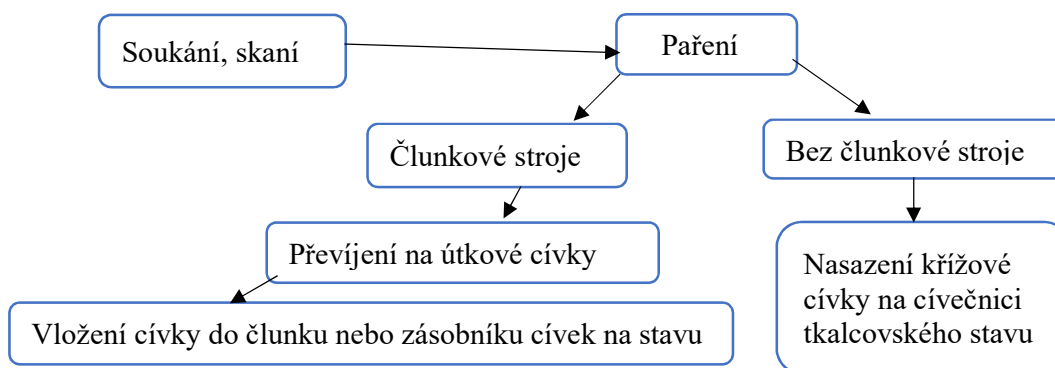 Soukání, skaní
Paření
Člunkové stroje
Bez člunkové stroje
Převíjení na útkové cívky
Nasazení křížové
cívky na cívečnici
tkalcovského stavu
Vložení cívky do člunku nebo zásobníku cívek na stavu